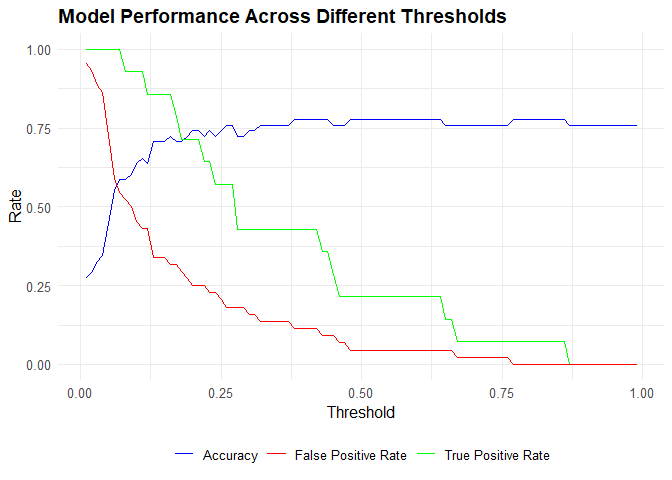 Model Performance Across Different Thresholds
Rate
1.00
0.75
0.50
0.25
0.00
0.00 0.25 0.50 0.75 1.00
Threshold
Accuracy False Positive Rate True Positive Rate